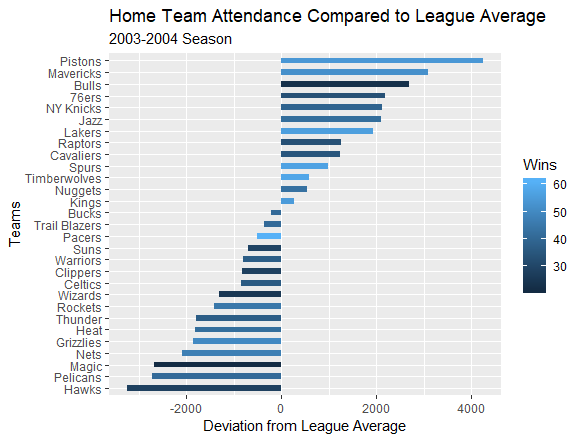 Home Team Attendance Compared to League Average
2003-2004 Season
Pistons
Mavericks
Bulls
76ers
NY Knicks
Jazz
Lakers
Raptors
Cavaliers
Spurs
Timberwolves
Nuggets
Kings
Bucks
Trail Blazers
Pacers
Suns
Warriors
Clippers
Celtics
Wizards
Rockets
Thunder
Heat
Grizzlies
Nets
Magic
Pelicans
Hawks
Teams
-2000 0 2000 4000
Deviation from League Average
Wins
60
50
40
30